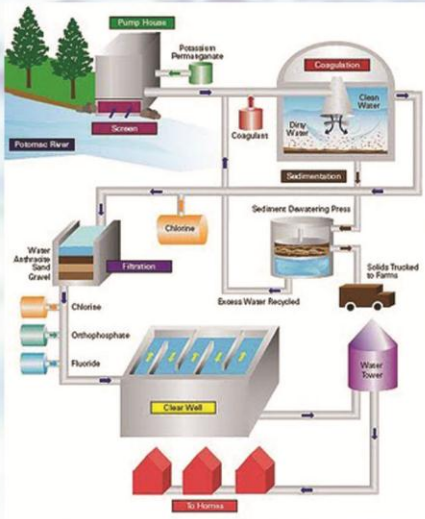 Pump House
Potassium
Permanganate
Coagulation
Clean
Water
Dirty
Water
Coagulant
Screen
Potomac River
Sedimentation
Sediment Dewatering Press
Chlorine
Water
Anthracite
Sand
Gravel
Filtration
Solids Trucked
to Farms
Excess Water Recycled
Chlorine
Orthophosphate
Fluoride
Water
Tower
Clear Well
To Homes